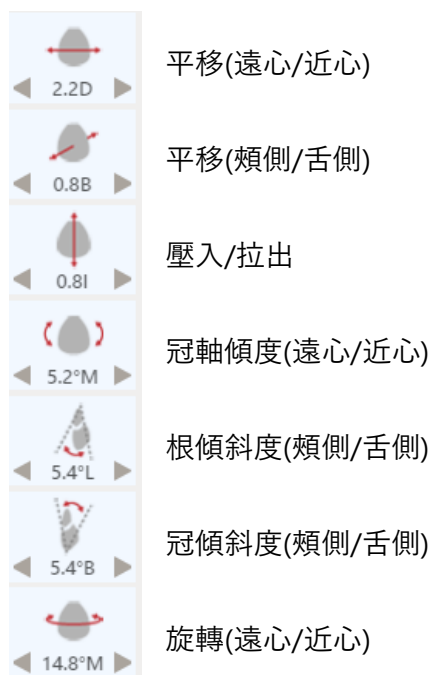 2.2D
平移(遠心/近心)
0.8B
平移(頰側/舌側)
0.8I
壓入/拉出
5.2°M
冠軸傾度(遠心/近心)
5.4°L
根傾斜度(頰側/舌側)
5.4°B
冠傾斜度(頰側/舌側)
14.8°M
旋轉(遠心/近心)